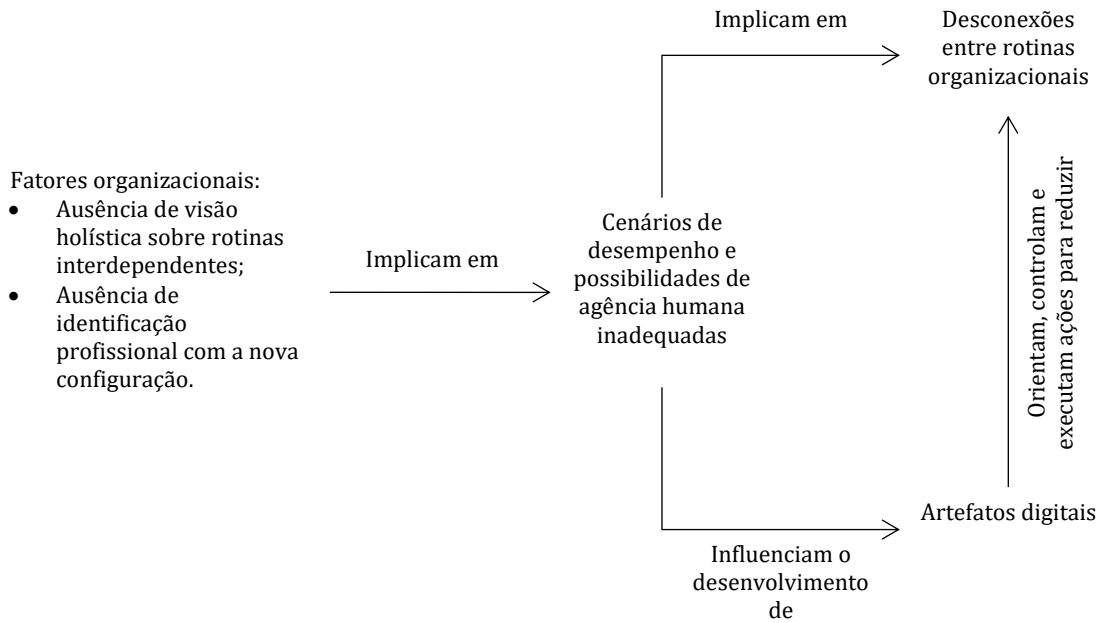 Fatores organizacionais:
• Ausência de visão
holística sobre rotinas
interdependentes;
• Ausência de
identificação
profissional com a nova
configuração.
Implicam em
Cenários de
desempenho e
possibilidades de
agência humana
inadequadas
Implicam em
Desconexões
entre rotinas
organizacionais
Orientam, controlam e
executam ações para reduzir
Artefatos digitais
Influenciam o
desenvolvimento
de